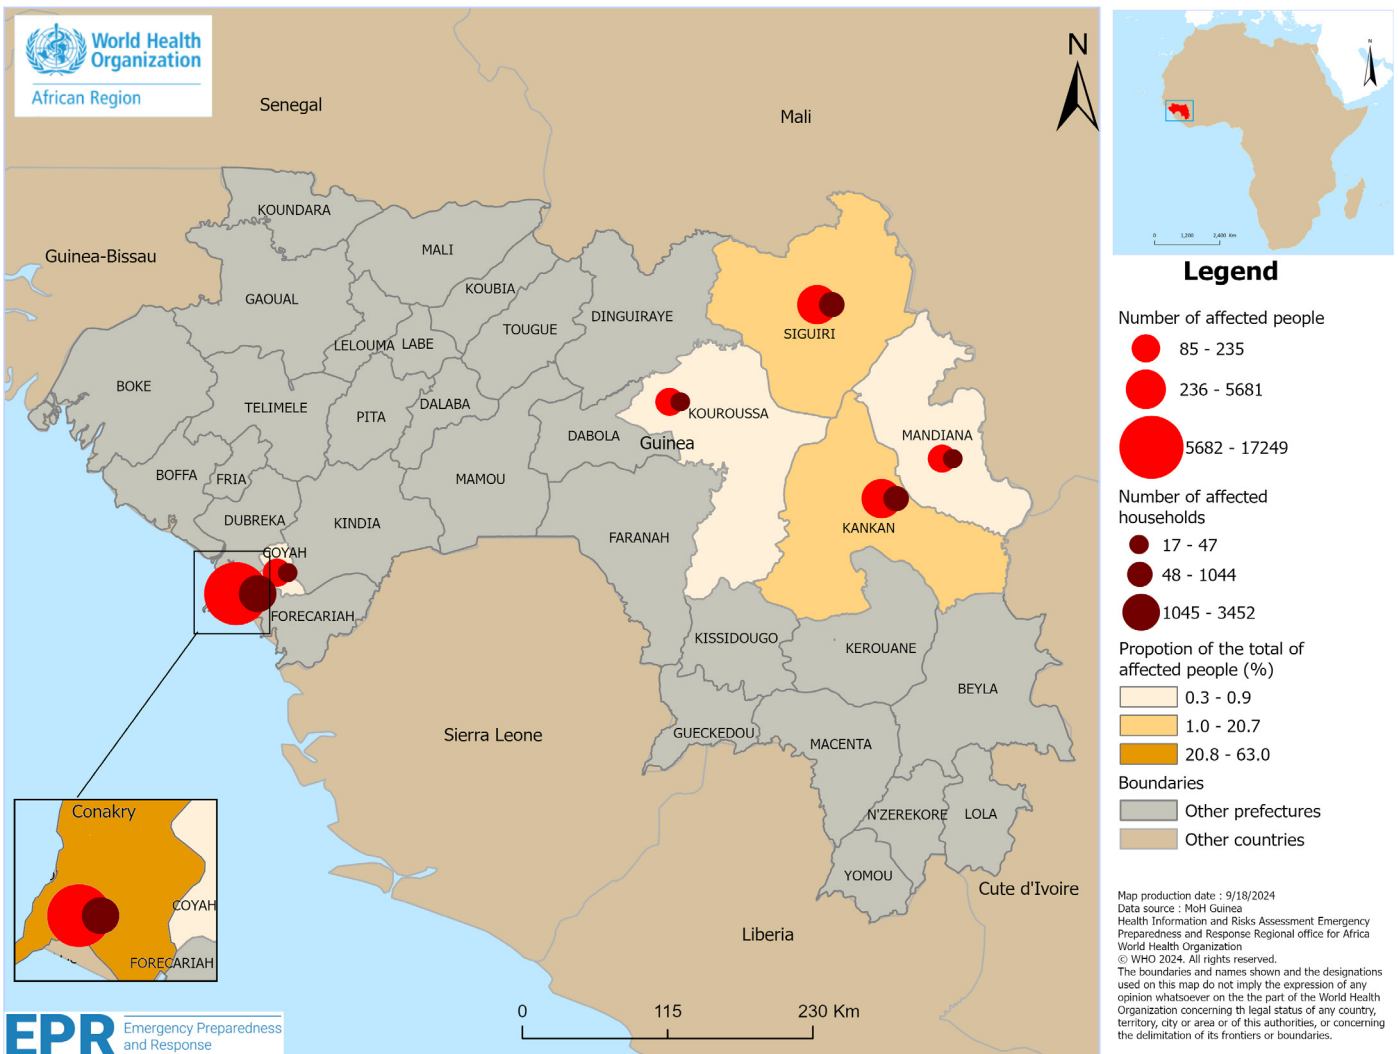 World Health
Organization
African Region
Senegal
Mali
N
Guinea-Bissau
KOUNDARA
MALI
GAOUAL
KOUBIA
TOUGUE
DINGUIRAYE
SIGUIRI
LELOUMA
LABE
BOKE
TELIMELE
PITA
DALABA
DABOLA
Guinea
KOUROUSSA
MANDIANA
BOFFA
FRIA
MAMOU
DUBREKA
KINDIA
FARANAH
KANKAN
COYAH
FORECARIAH
KISSIDOUGO
KEROUANE
BEYLA
Sierra Leone
GUECKEDOU
MACENTA
N'ZEREKORE
LOLA
YOMOU
Cute d'Ivoire
Liberia
Conakry
COYAH
FORECARIAH
0 115 230 Km
EPR
Emergency Preparedness
and Response
N
0 1,200 2,400 Km
Legend
Number of affected people
85 - 235
236 - 5681
5682 - 17249
Number of affected
households
17 - 47
48 - 1044
1045 - 3452
Propotion of the total of
affected people (%)
0.3 - 0.9
1.0 - 20.7
20.8 - 63.0
Boundaries
Other prefectures
Other countries
Map production date : 9/18/2024
Data source : MoH Guinea
Health Information and Risks Assessment Emergency
Preparedness and Response Regional office for Africa
World Health Organization
© WHO 2024. All rights reserved.
The boundaries and names shown and the designations
used on this map do not imply the expression of any
opinion whatsoever on the the part of the World Health
Organization concerning th legal status of any country,
territory, city or area or of this authorities, or concerning
the delimitation of its frontiers or boundaries.